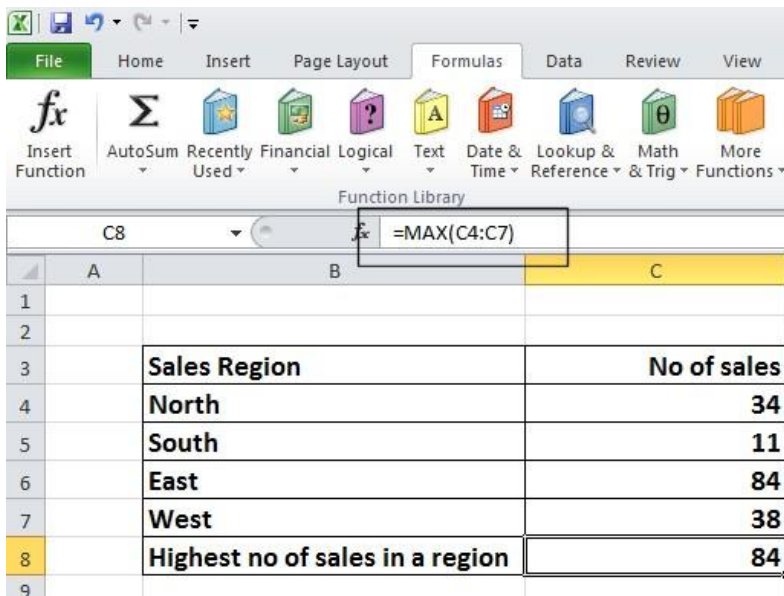 File Home Insert Page Layout Formulas Data Review View
fx Σ ? A θ
Insert Function AutoSum Recently Used Financial Logical Text Date & Time Lookup & Reference Math & Trig More Functions
Function Library
C8 fx =MAX(C4:C7)
A B C
1
2
3 Sales Region No of sales
4 North 34
5 South 11
6 East 84
7 West 38
8 Highest no of sales in a region 84
9